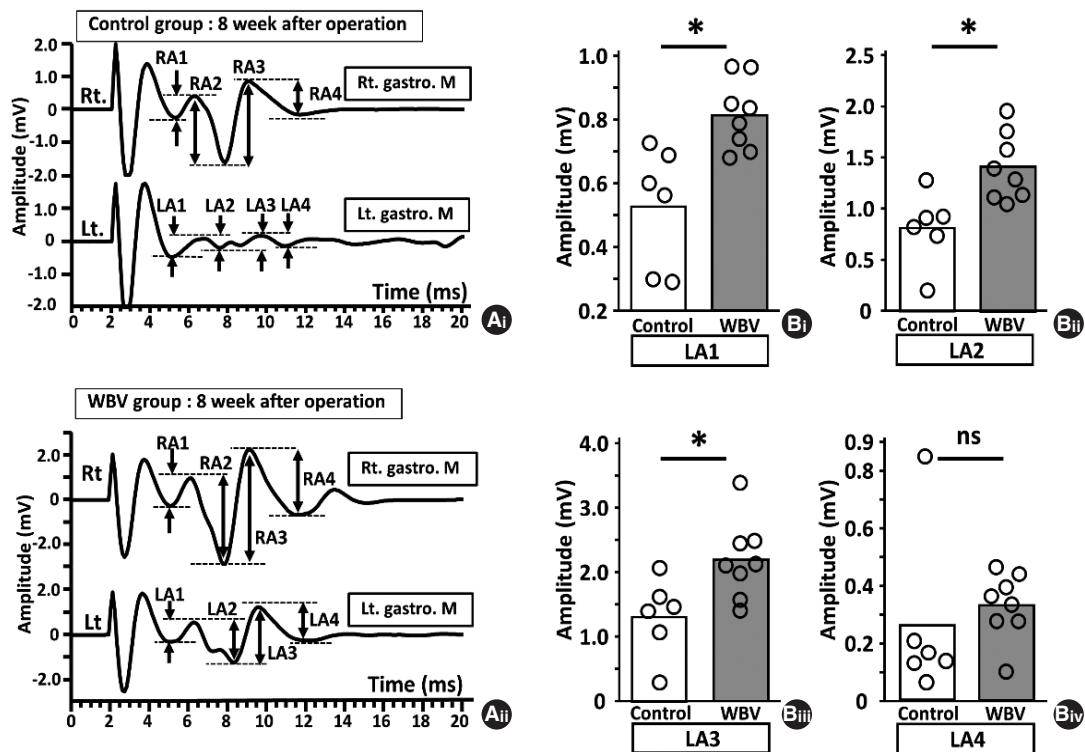 Control group : 8 week after operation
Amplitude (mV)
2.0
1.0
0
-1.0
-2.0
1.0
0
-1.0
-2.0
Rt.
Lt.
RA1
RA2
RA3
RA4
Rt. gastro. M
LA1
LA2
LA3
LA4
Lt. gastro. M
Time (ms)
0 2 4 6 8 10 12 14 16 18 20
Ai
*
Amplitude (mV)
1.0
0.8
0.6
0.4
0.2
Control WBV
LA1
Bi
*
Amplitude (mV)
2.5
2.0
1.5
1.0
0.5
0
Control WBV
LA2
Bii
WBV group : 8 week after operation
Amplitude (mV)
2.0
0
-2.0
2.0
0
-2.0
Rt
Lt
RA1
RA2
RA3
RA4
Rt. gastro. M
LA1
LA2
LA3
LA4
Lt. gastro. M
Time (ms)
0 2 4 6 8 10 12 14 16 18 20
Aii
*
Amplitude (mV)
4.0
3.0
2.0
1.0
0
Control WBV
LA3
Biii
ns
Amplitude (mV)
0.9
0.8
0.6
0.4
0.2
0
Control WBV
LA4
Biv